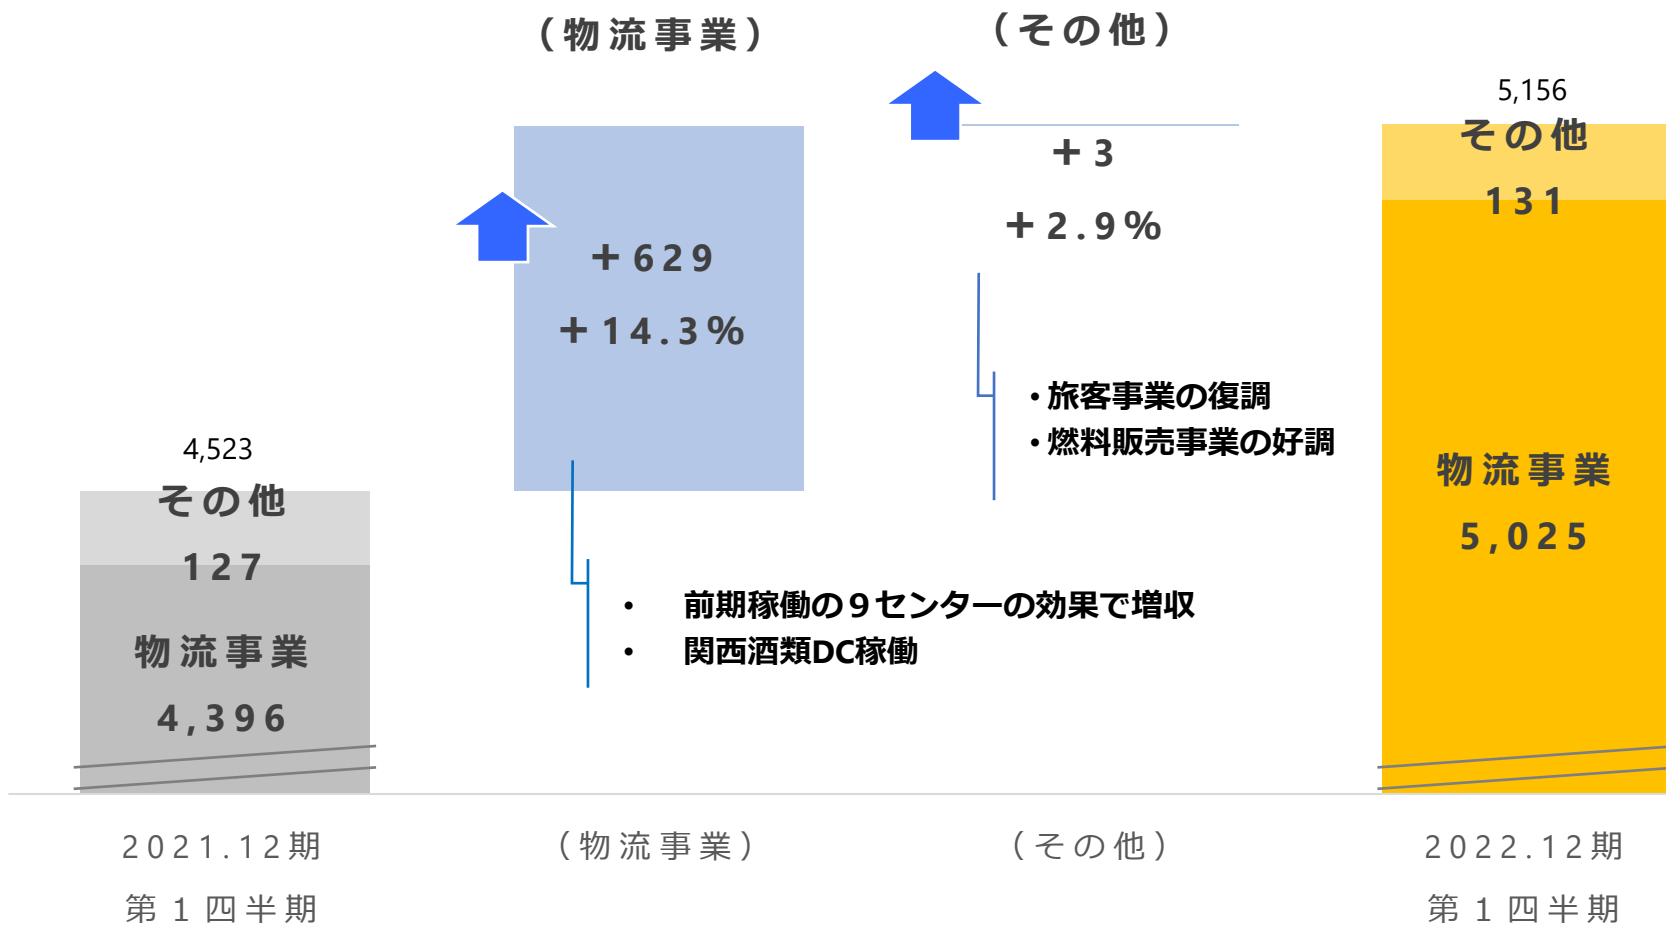 （物流事業）
（その他）
5,156
その他
131
＋3
＋2.9％
＋629
＋14.3％
・旅客事業の復調
・燃料販売事業の好調
4,523
その他
127
物流事業
5,025
• 前期稼働の９センターの効果で増収
• 関西酒類DC稼働
物流事業
4,396
2021.12期
第１四半期
（物流事業）
（その他）
2022.12期
第１四半期